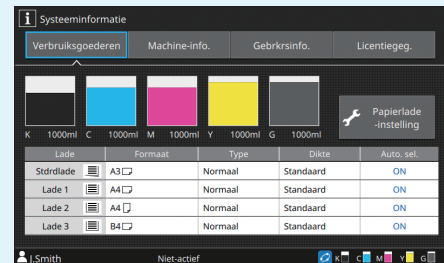 i Systeeminformatie
Verbruiksgoederen Machine-info. Gebrkrsinfo. Licentiegeg.
K 1000ml C 1000ml M 1000ml Y 1000ml G 1000ml
Papierlade
-instelling
Lade Formaat Type Dikte Auto. sel.
Stdrdlade A3 Normaal Standaard ON
Lade 1 A4 Normaal Standaard ON
Lade 2 A4 Normaal Standaard ON
Lade 3 B4 Normaal Standaard ON
J.Smith Niet-actief K C M Y G